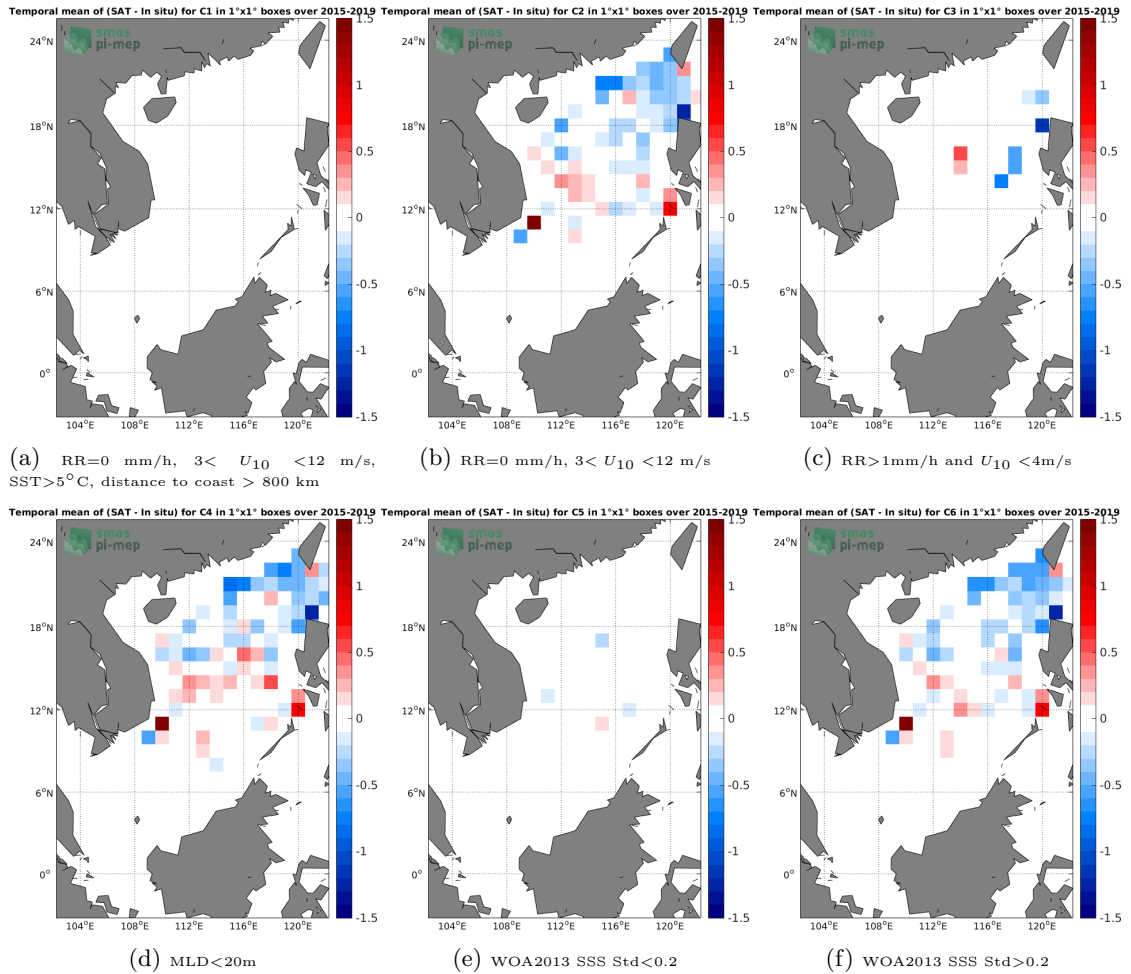 Temporal mean of (SAT - In situ) for C1 in 1°x1° boxes over 2015-2019
smos
pi-mep
24°N
18°N
12°N
6°N
0°
104°E
108°E
112°E
116°E
120°E
1.5
1
0.5
0
-0.5
-1
-1.5
(a) RR=0 mm/h, 3< U10 <12 m/s,
SST>5°C, distance to coast > 800 km
Temporal mean of (SAT - In situ) for C2 in 1°x1° boxes over 2015-2019
smos
pi-mep
24°N
18°N
12°N
6°N
0°
104°E
108°E
112°E
116°E
120°E
1.5
1
0.5
0
-0.5
-1
-1.5
(b) RR=0 mm/h, 3< U10 <12 m/s
Temporal mean of (SAT - In situ) for C3 in 1°x1° boxes over 2015-2019
smos
pi-mep
24°N
18°N
12°N
6°N
0°
104°E
108°E
112°E
116°E
120°E
1.5
1
0.5
0
-0.5
-1
-1.5
(c) RR>1mm/h and U10 <4m/s
Temporal mean of (SAT - In situ) for C4 in 1°x1° boxes over 2015-2019
smos
pi-mep
24°N
18°N
12°N
6°N
0°
104°E
108°E
112°E
116°E
120°E
1.5
1
0.5
0
-0.5
-1
-1.5
(d) MLD<20m
Temporal mean of (SAT - In situ) for C5 in 1°x1° boxes over 2015-2019
smos
pi-mep
24°N
18°N
12°N
6°N
0°
104°E
108°E
112°E
116°E
120°E
1.5
1
0.5
0
-0.5
-1
-1.5
(e) WOA2013 SSS Std<0.2
Temporal mean of (SAT - In situ) for C6 in 1°x1° boxes over 2015-2019
smos
pi-mep
24°N
18°N
12°N
6°N
0°
104°E
108°E
112°E
116°E
120°E
1.5
1
0.5
0
-0.5
-1
-1.5
(f) WOA2013 SSS Std>0.2